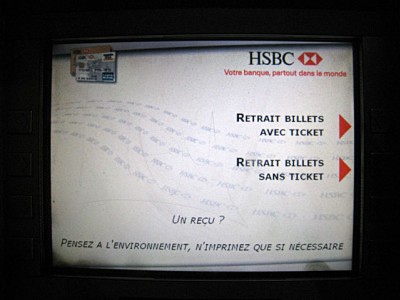 HSBC
Votre banque, partout dans le monde
RETRAIT BILLETS
AVEC TICKET
RETRAIT BILLETS
SANS TICKET
UN REÇU ?
PENSEZ A L'ENVIRONNEMENT, N'IMPRIMEZ QUE SI NÉCESSAIRE